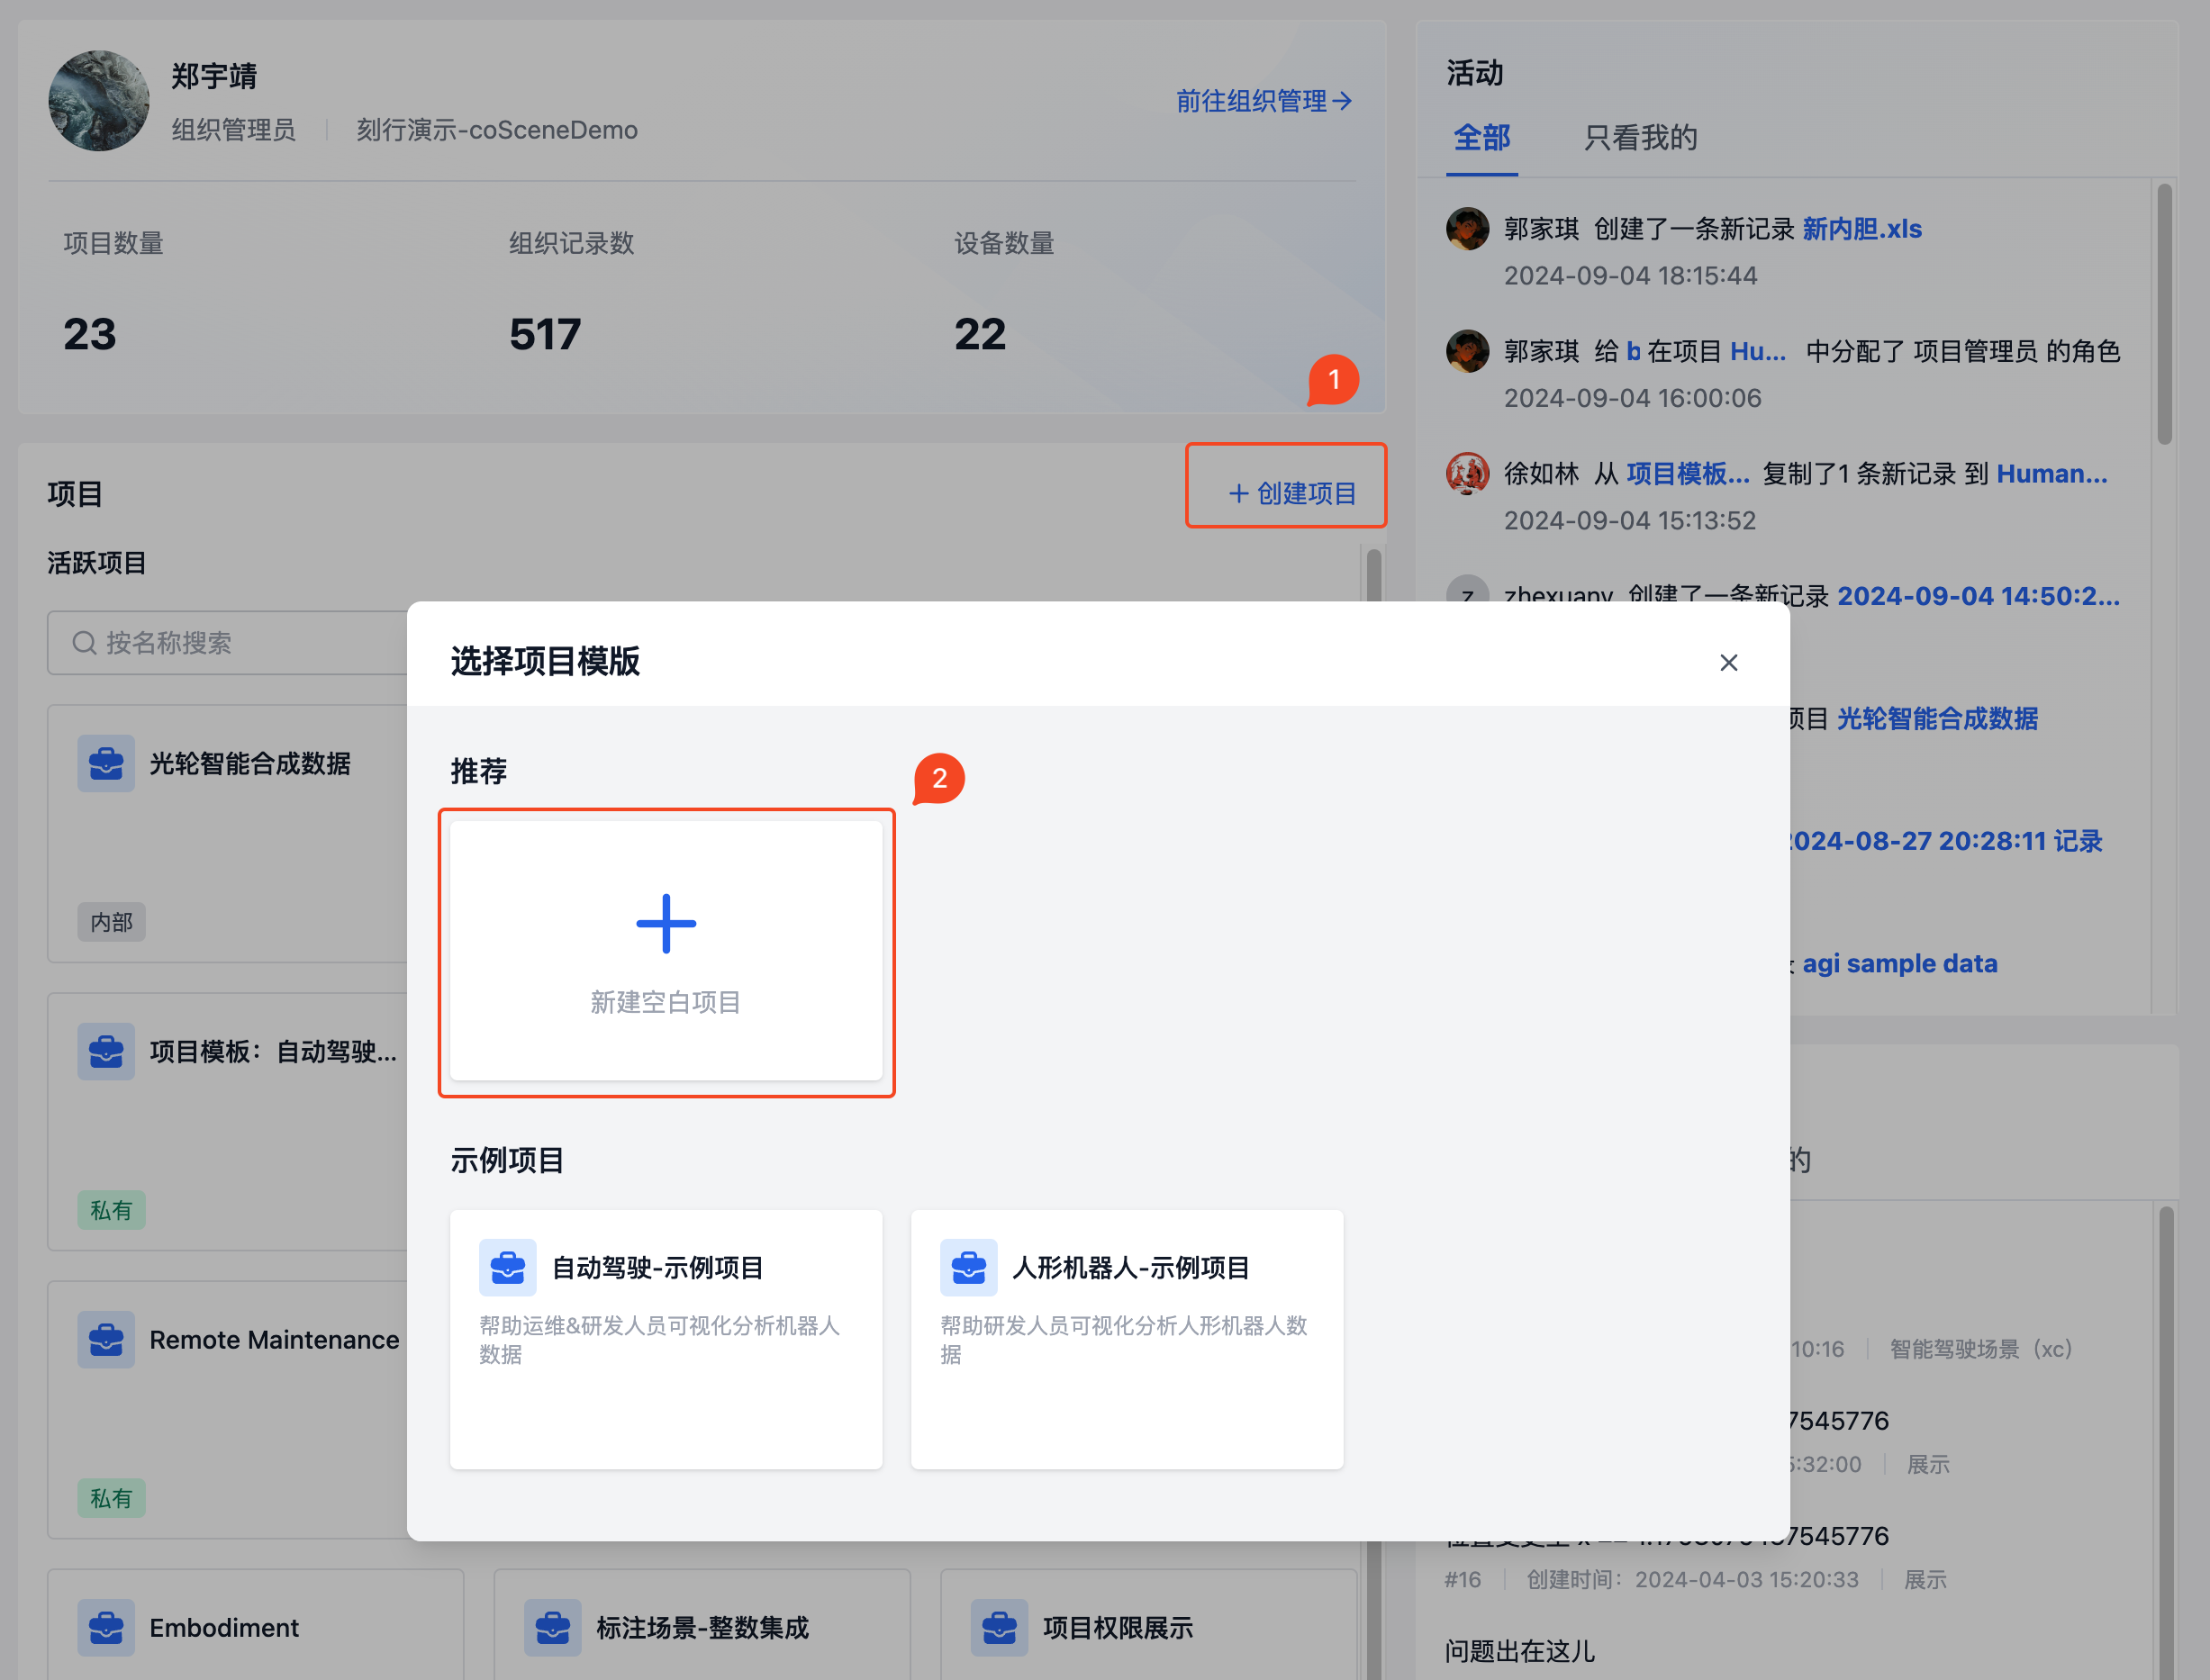 郑宇靖
组织管理员
刻行演示-coSceneDemo
前往组织管理
项目数量
组织记录数
设备数量
23
517
22
1
项目
创建项目
活跃项目
按名称搜索
光轮智能合成数据
内部
项目模板：自动驾驶...
私有
Remote Maintenance
私有
Embodiment
标注场景-整数集成
项目权限展示
选择项目模版
推荐
2
新建空白项目
示例项目
自动驾驶-示例项目
帮助运维&研发人员可视化分析机器人
数据
人形机器人-示例项目
帮助研发人员可视化分析人形机器人数
据
活动
全部
只看我的
郭家琪 创建了一条新记录 新内胆.xls
2024-09-04 18:15:44
郭家琪 给 b 在项目 Hu... 中分配了 项目管理员 的角色
2024-09-04 16:00:06
徐如林 从 项目模板... 复制了1 条新记录 到 Human...
2024-09-04 15:13:52
z
zhexuany 创建了一条新记录 2024-09-04 14:50:2...
项目 光轮智能合成数据
2024-08-27 20:28:11 记录
agi sample data
的
10:16
智能驾驶场景（xc）
7545776
5:32:00
展示
7545776
#16
创建时间：2024-04-03 15:20:33
展示
问题出在这儿